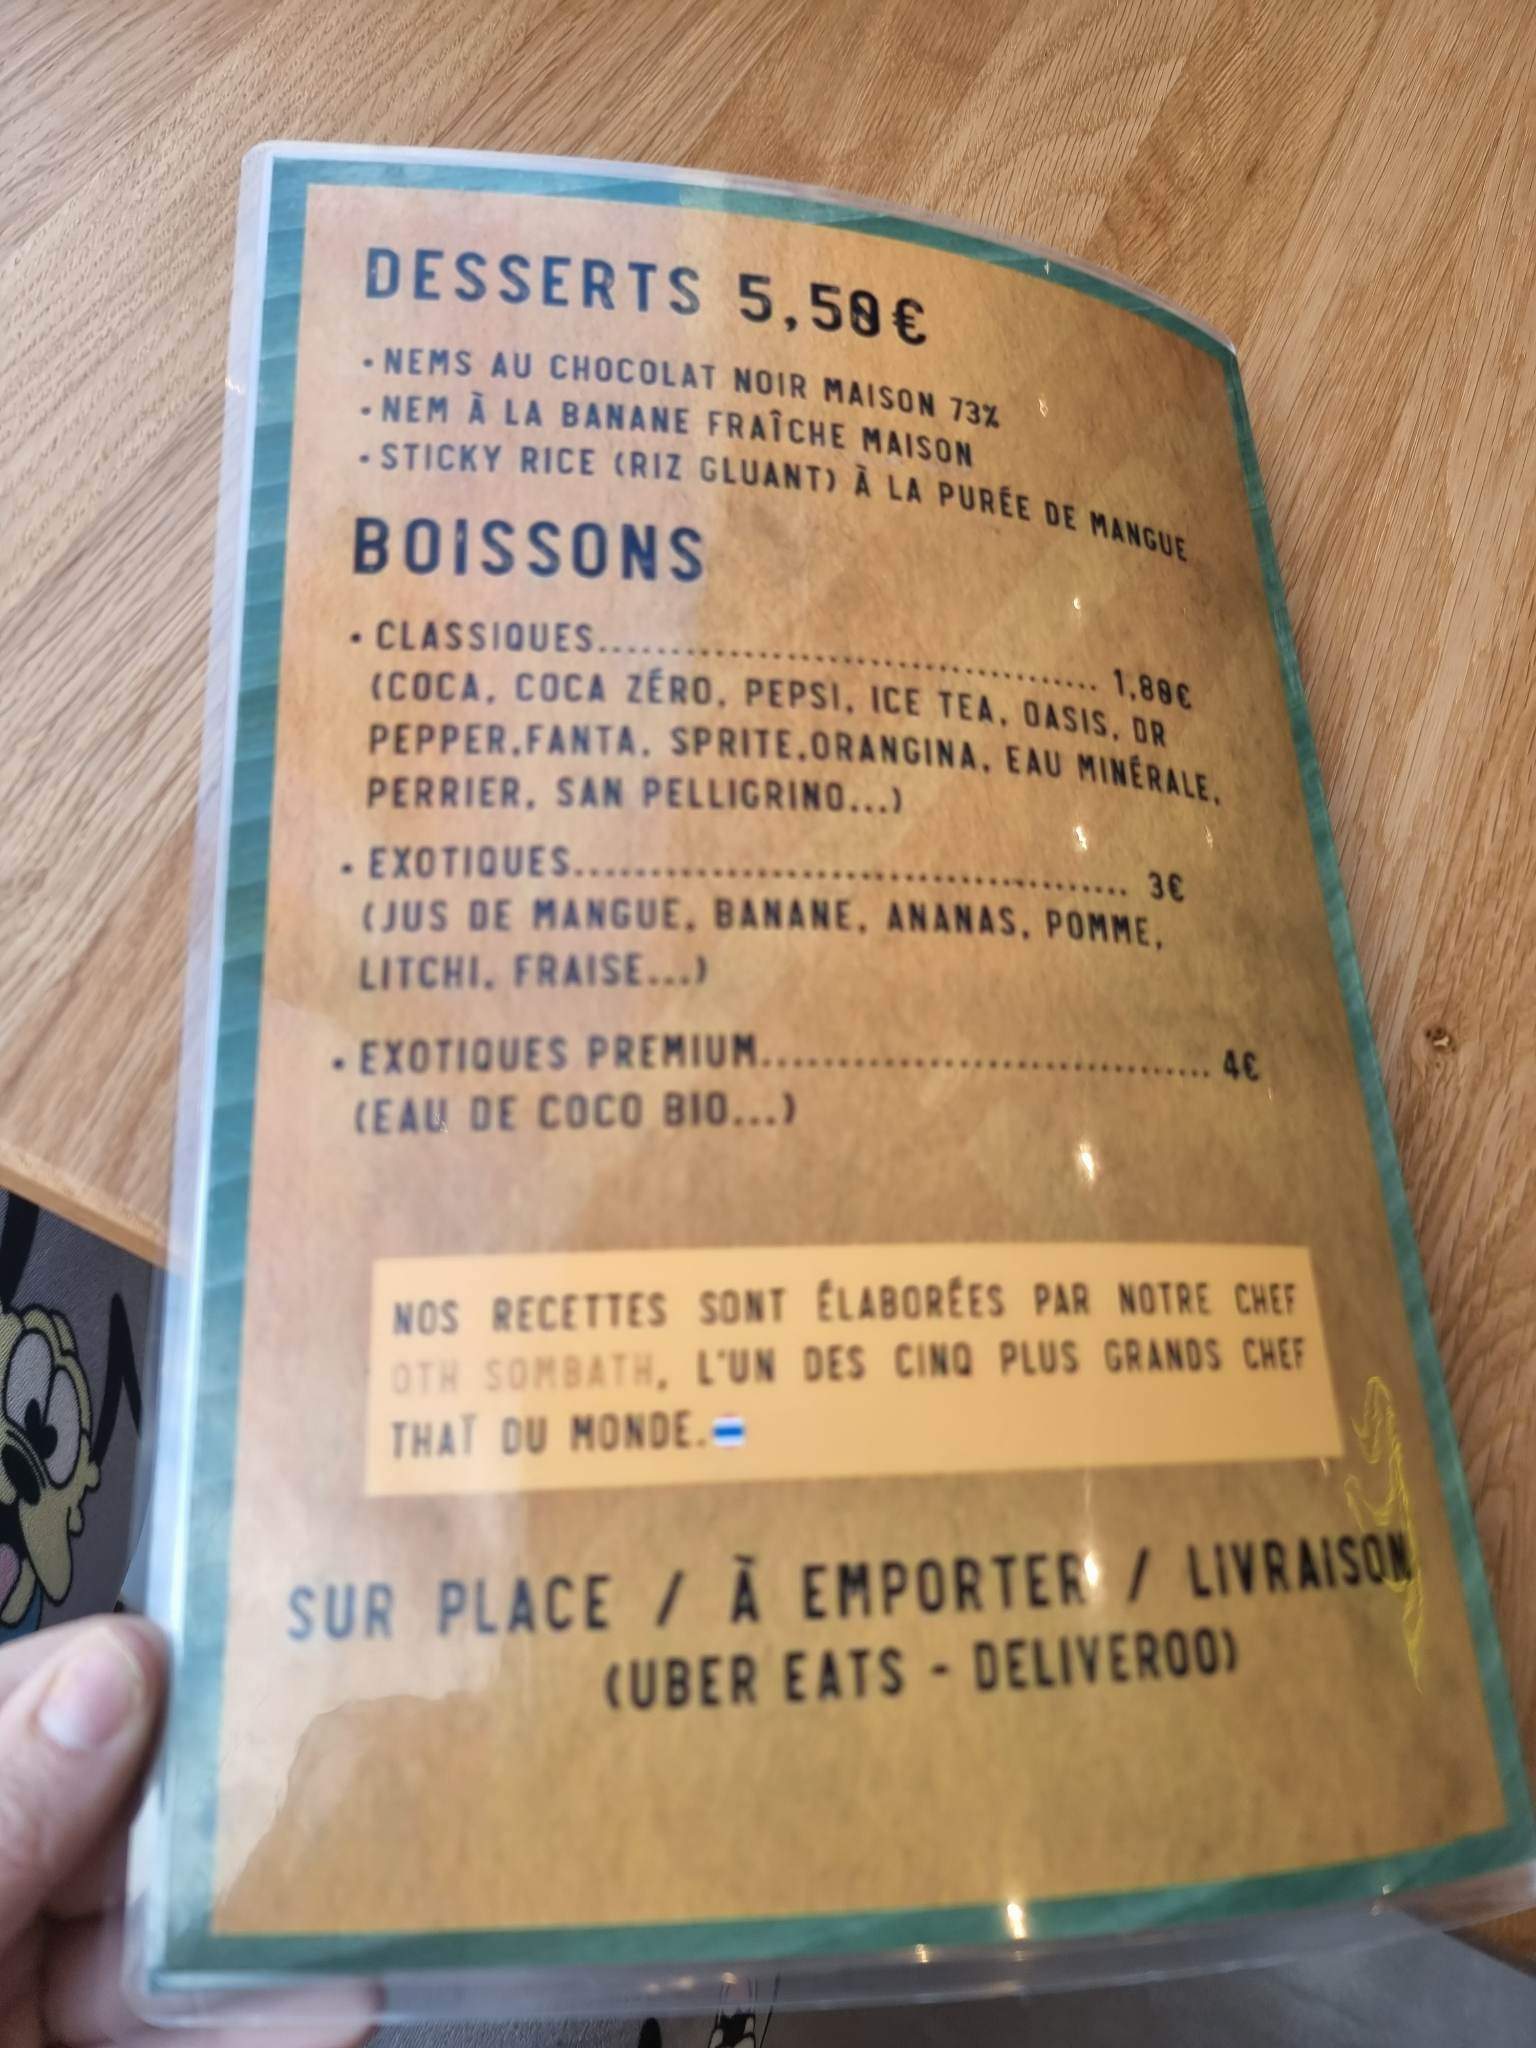 DESSERTS 5,50€
• NEMS AU CHOCOLAT NOIR MAISON 73%
• NEM À LA BANANE FRAÎCHE MAISON
• STICKY RICE (RIZ GLUANT) À LA PURÉE DE MANGUE
BOISSONS
• CLASSIQUES.................................... 1,80€
(COCA, COCA ZÉRO, PEPSI, ICE TEA, OASIS, DR
PEPPER,FANTA, SPRITE,ORANGINA, EAU MINÉRALE,
PERRIER, SAN PELLIGRINO...)
• EXOTIQUES........................................ 3€
(JUS DE MANGUE, BANANE, ANANAS, POMME,
LITCHI, FRAISE...)
• EXOTIQUES PREMIUM................................ 4€
(EAU DE COCO BIO...)
NOS RECETTES SONT ÉLABORÉES PAR NOTRE CHEF
OTH SOMBATH, L'UN DES CINQ PLUS GRANDS CHEF
THAÏ DU MONDE.
SUR PLACE / À EMPORTER / LIVRAISON
(UBER EATS - DELIVEROO)